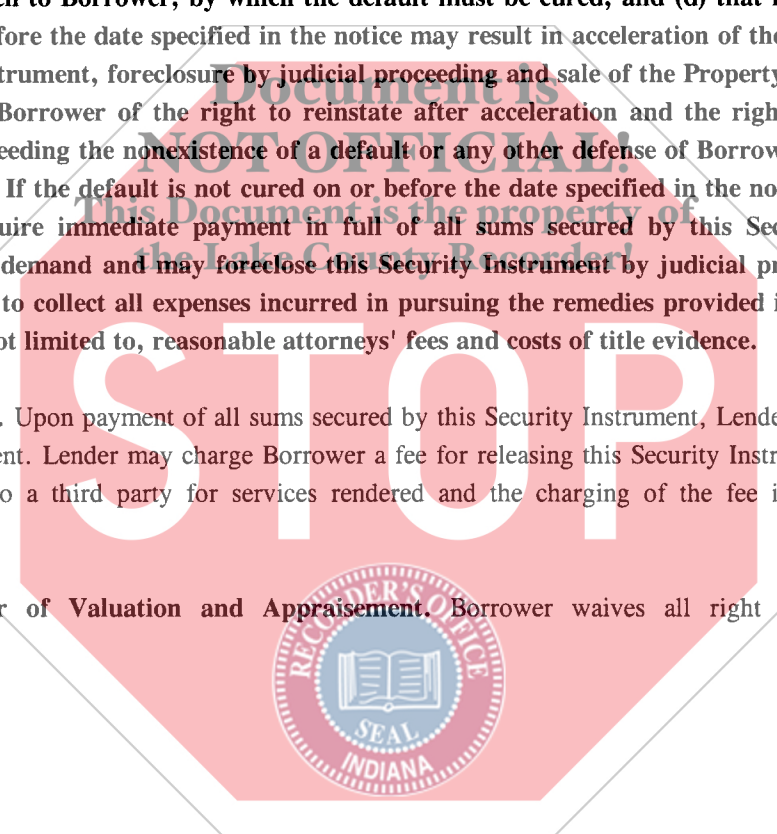 en to Borrower, by which the default must be cured; and (d) that
fore the date specified in the notice may result in acceleration of the
trument, foreclosure by judicial proceeding and sale of the Property
Document is
Borrower of the right to reinstate after acceleration and the righ
NOT OFFICIAL!
eeding the nonexistence of a default or any other defense of Borrow
If the default is not cured on or before the date specified in the no
This Document is the property of
uire immediate payment in full of all sums secured by this Sec
the Lake County Recorder!
demand and may foreclose this Security Instrument by judicial pr
to collect all expenses incurred in pursuing the remedies provided i
ot limited to, reasonable attorneys' fees and costs of title evidence.
STOP
. Upon payment of all sums secured by this Security Instrument, Lende
ent. Lender may charge Borrower a fee for releasing this Security Instr
o a third party for services rendered and the charging of the fee i
r of Valuation and Appraisement. Borrower waives all right
RECORDER'S OFFICE
SEAL
INDIANA